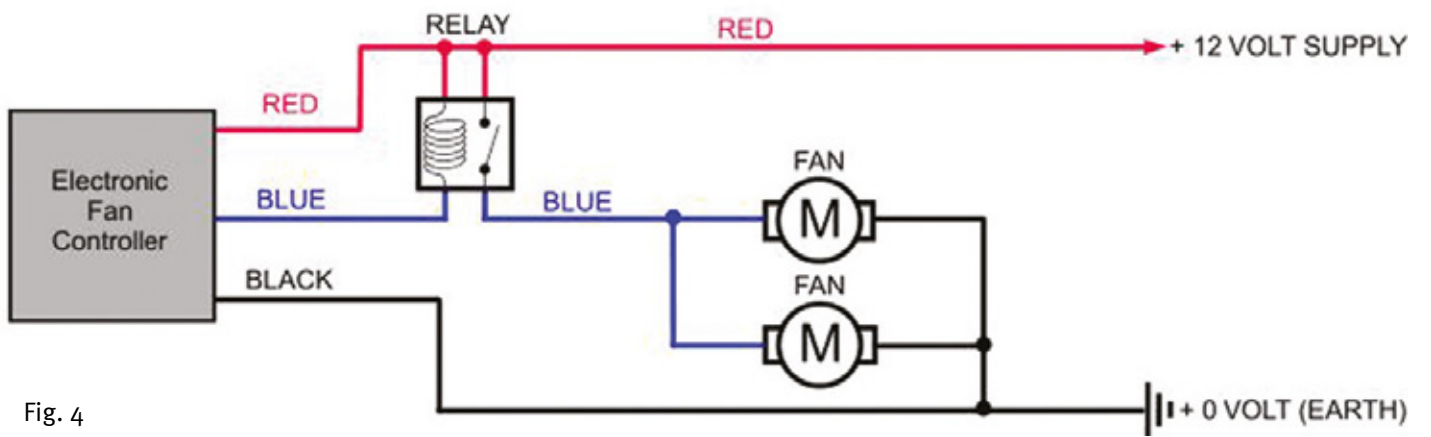 RELAY
RED
+ 12 VOLT SUPPLY
RED
Electronic
Fan
Controller
BLUE
BLUE
FAN
M
BLACK
FAN
M
+ 0 VOLT (EARTH)
Fig. 4